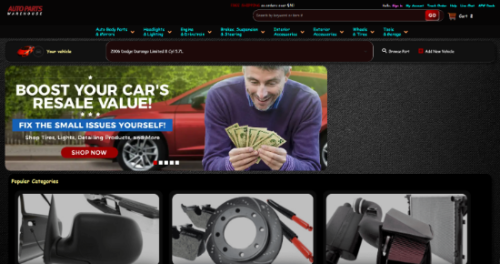 AUTO PARTS
WAREHOUSE
on orders over $50
Hello, Sign In My Account Track Order Help Live Chat
Search by Keyword or Item #
GO
Cart 0
Auto Body Parts
& Mirrors
Headlights
& Lighting
Engine
& Drivetrain
Brakes, Suspension
& Steering
Interior
Accessories
Exterior
Accessories
Wheels
& Tires
Tools
& Garage
Your vehicle
2006 Dodge Durango Limited 8 Cyl 5.7L
Browse Part
Add New Vehicle
BOOST YOUR CAR'S
RESALE VALUE!
FIX THE SMALL ISSUES YOURSELF!
Shop Tires, Lights, Detailing Products, and More
SHOP NOW
Popular Categories